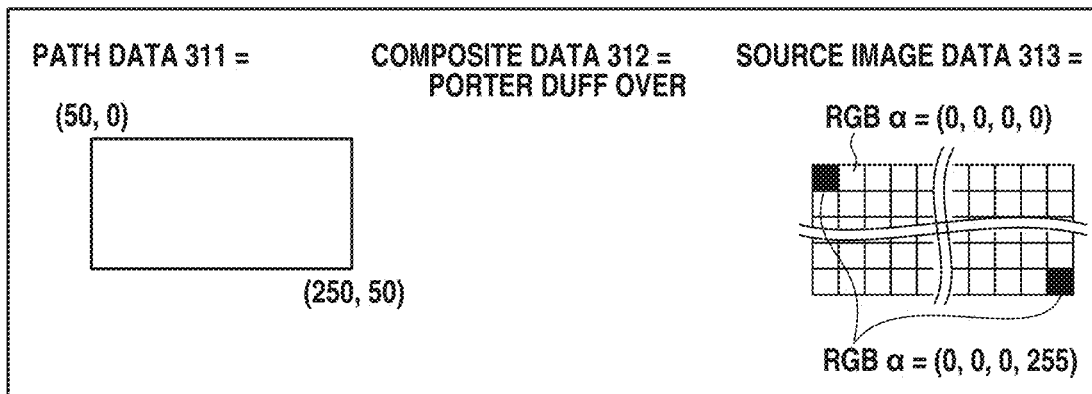 PATH DATA 311 =
(50, 0)
(250, 50)
COMPOSITE DATA 312 =
PORTER DUFF OVER
SOURCE IMAGE DATA 313 =
RGB α = (0, 0, 0, 0)
RGB α = (0, 0, 0, 255)